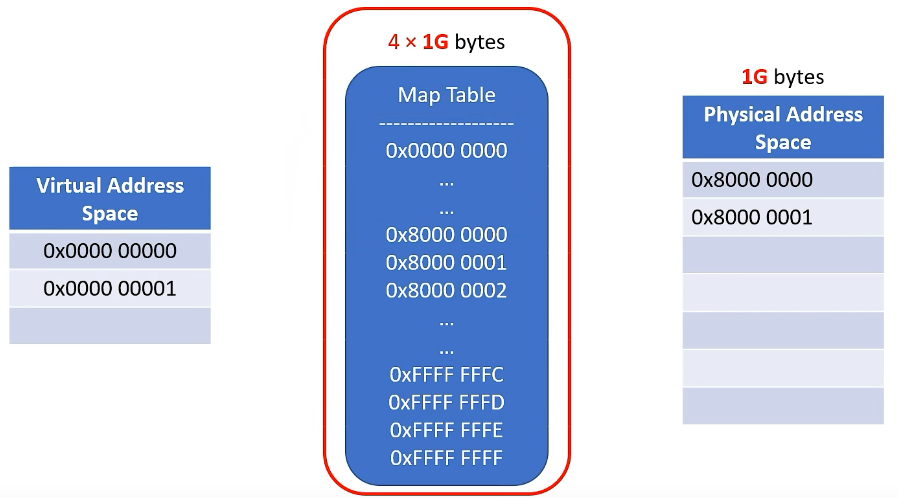 4 × 1G bytes
Map Table
-------------------
0x0000 0000
...
...
0x8000 0000
0x8000 0001
0x8000 0002
...
...
0xFFFF FFFC
0xFFFF FFFD
0xFFFF FFFE
0xFFFF FFFF
Virtual Address
Space
0x0000 00000
0x0000 00001
1G bytes
Physical Address
Space
0x8000 0000
0x8000 0001